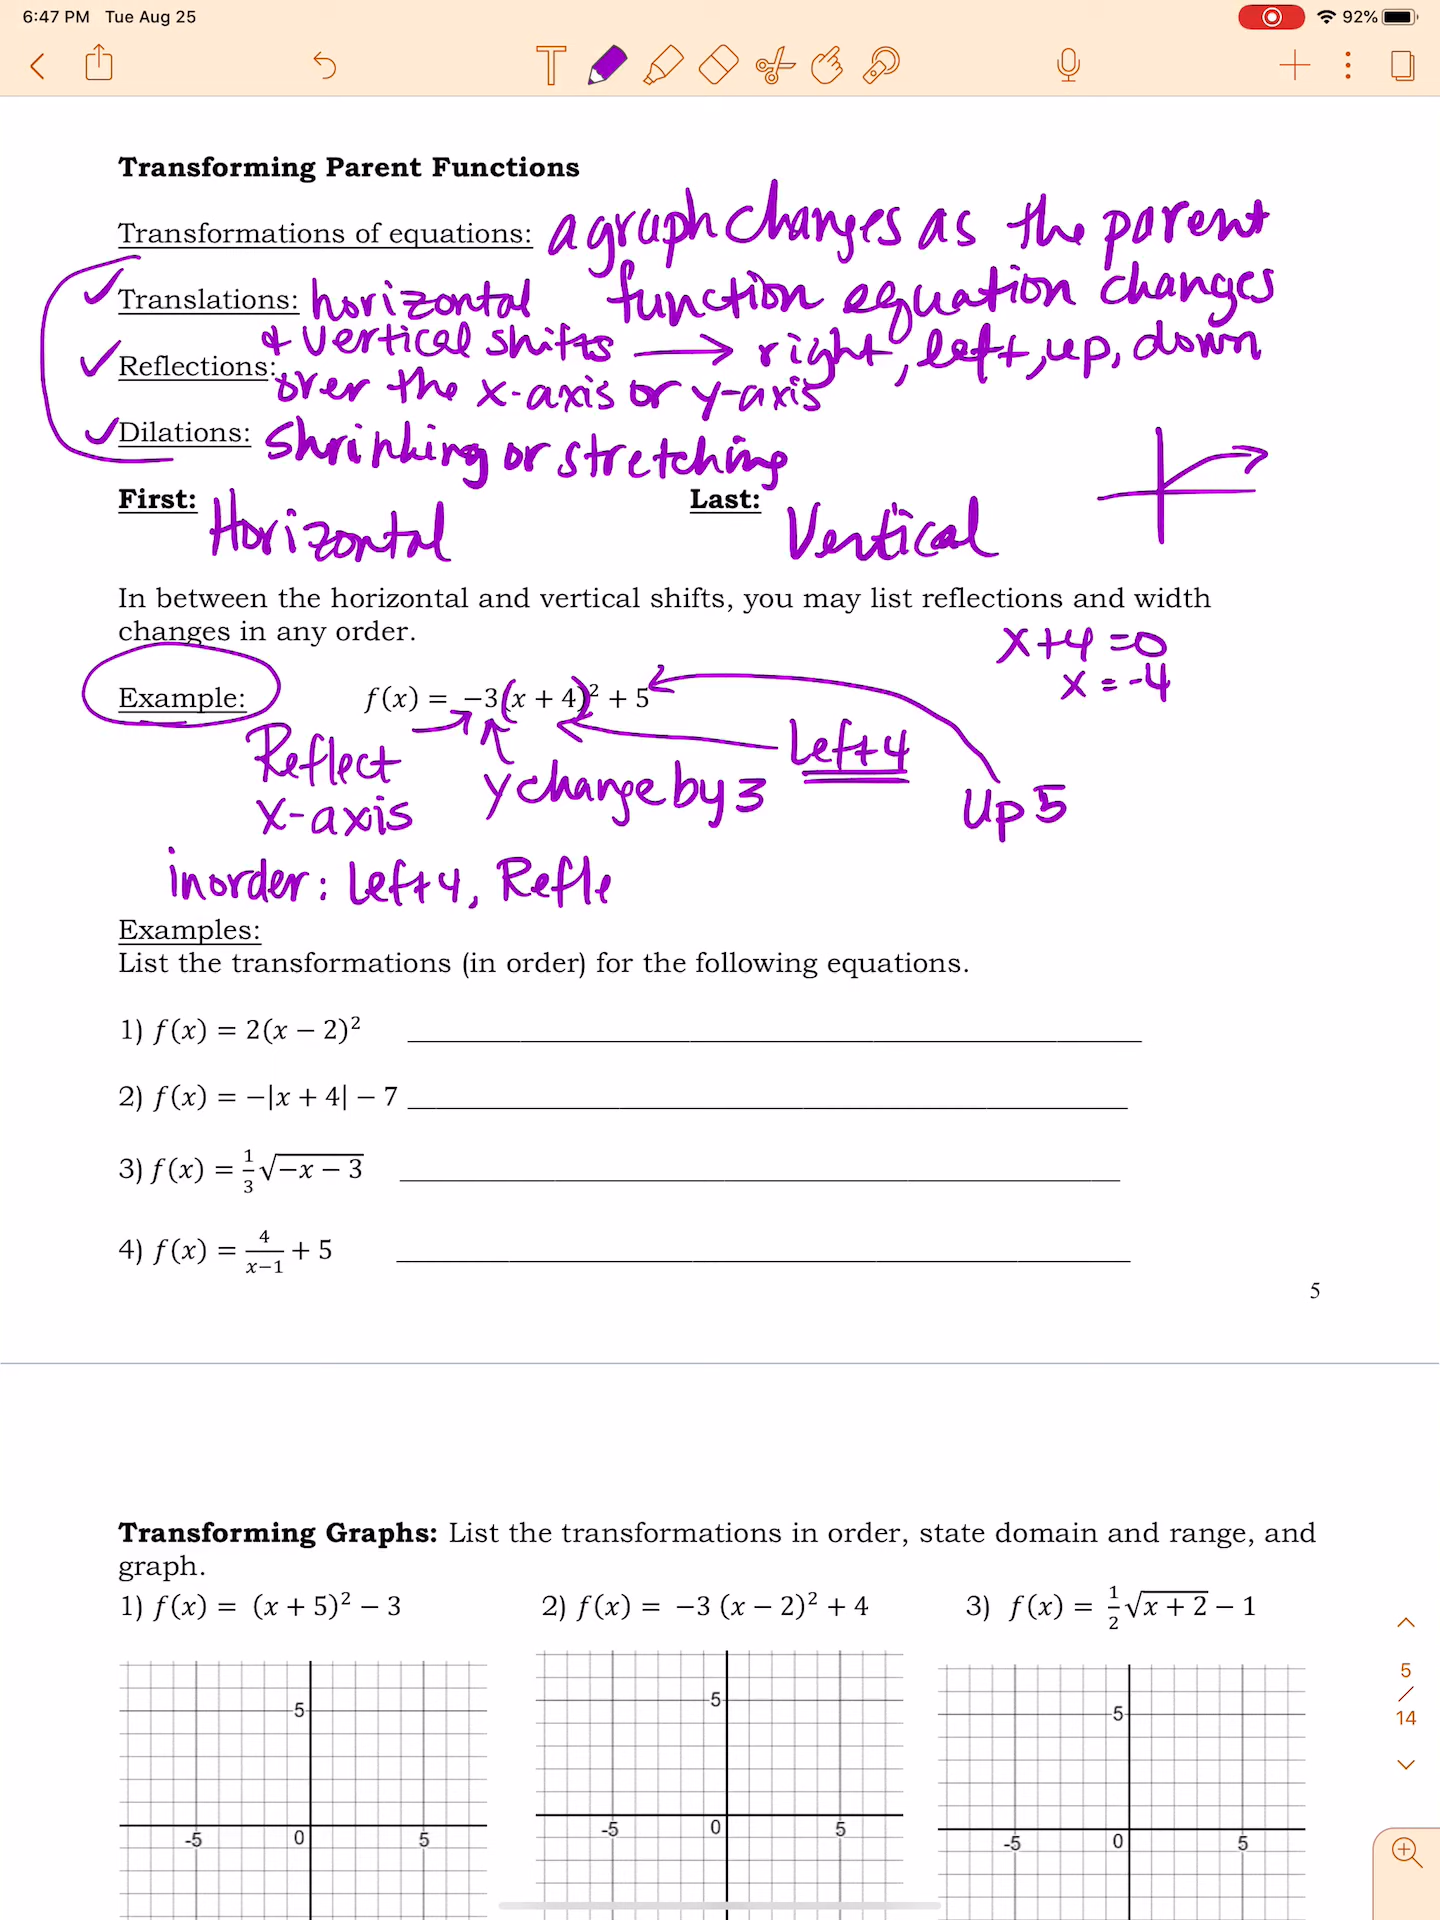 6:47 PM Tue Aug 25
92%
Transforming Parent Functions
Transformations of equations: a graph changes as the parent
function equation changes
Translations: horizontal
& vertical shifts → right, left, up, down
Reflections: over the x-axis or y-axis
Dilations: Shrinking or stretching
First: Horizontal Last: Vertical
In between the horizontal and vertical shifts, you may list reflections and width
changes in any order.
x+4=0
x=-4
Example: f(x) = −3(x + 4)² + 5
Reflect
x-axis
y change by 3
Left 4
Up 5
inorder: Left 4, Refle
Examples:
List the transformations (in order) for the following equations.
1) f(x) = 2(x − 2)²
2) f(x) = −|x + 4| − 7
3) f(x) = 1/3 √(−x − 3)
4) f(x) = 4/(x−1) + 5
5
Transforming Graphs: List the transformations in order, state domain and range, and
graph.
1) f(x) = (x + 5)² − 3 2) f(x) = −3 (x − 2)² + 4 3) f(x) = 1/2 √(x + 2) − 1
5
-5 0 5
5
-5 0 5
5
-5 0 5
5
/
14